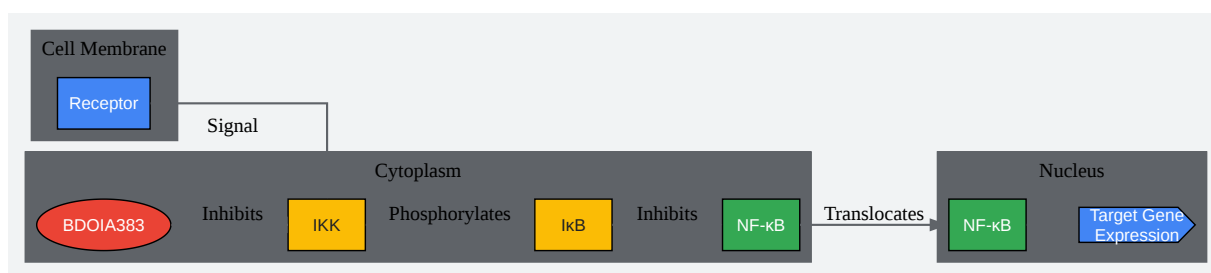 Cell Membrane
Receptor
Signal
Cytoplasm
Nucleus
BDOIA383
Inhibits
IKK
Phosphorylates
IκB
Inhibits
NF-κB
Translocates
NF-κB
Target Gene
Expression